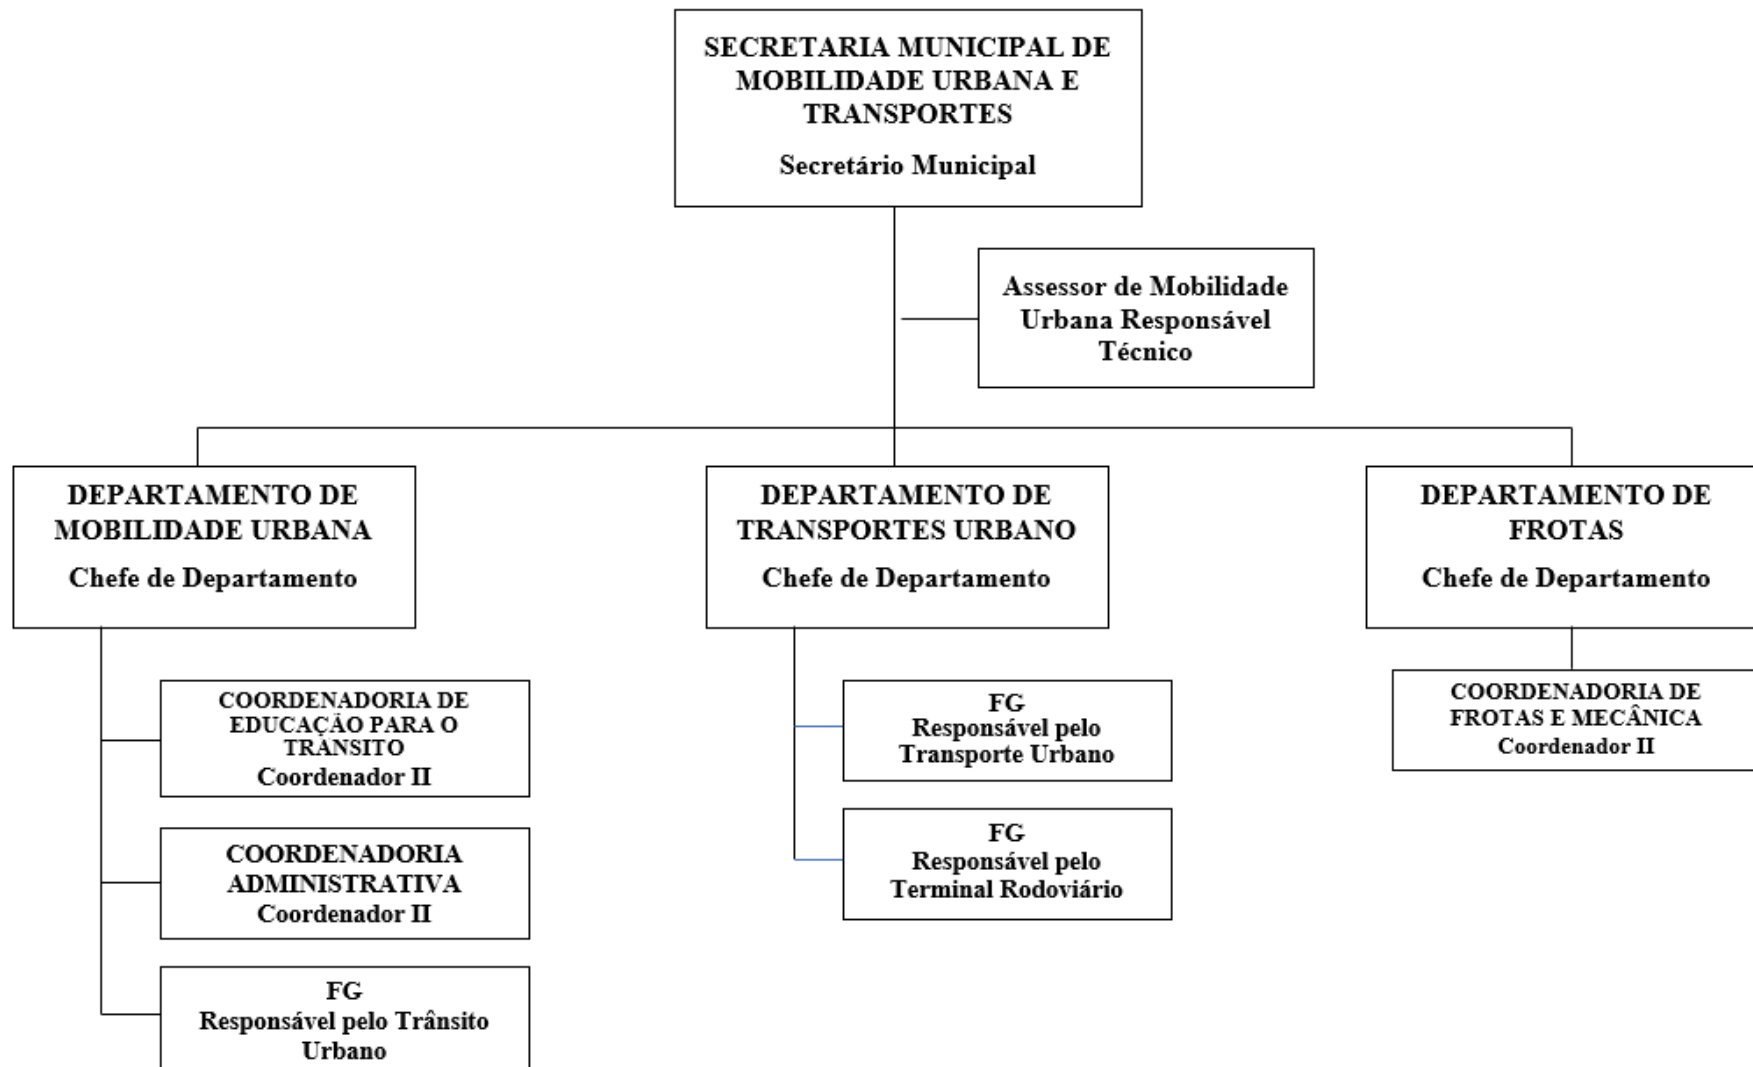 SECRETARIA MUNICIPAL DE
MOBILIDADE URBANA E
TRANSPORTES
Secretário Municipal
Assessor de Mobilidade
Urbana Responsável
Técnico
DEPARTAMENTO DE
MOBILIDADE URBANA
Chefe de Departamento
COORDENADORIA DE
EDUCAÇÃO PARA O
TRÂNSITO
Coordenador II
COORDENADORIA
ADMINISTRATIVA
Coordenador II
FG
Responsável pelo Trânsito
Urbano
DEPARTAMENTO DE
TRANSPORTES URBANO
Chefe de Departamento
FG
Responsável pelo
Transporte Urbano
FG
Responsável pelo
Terminal Rodoviário
DEPARTAMENTO DE
FROTAS
Chefe de Departamento
COORDENADORIA DE
FROTAS E MECÂNICA
Coordenador II